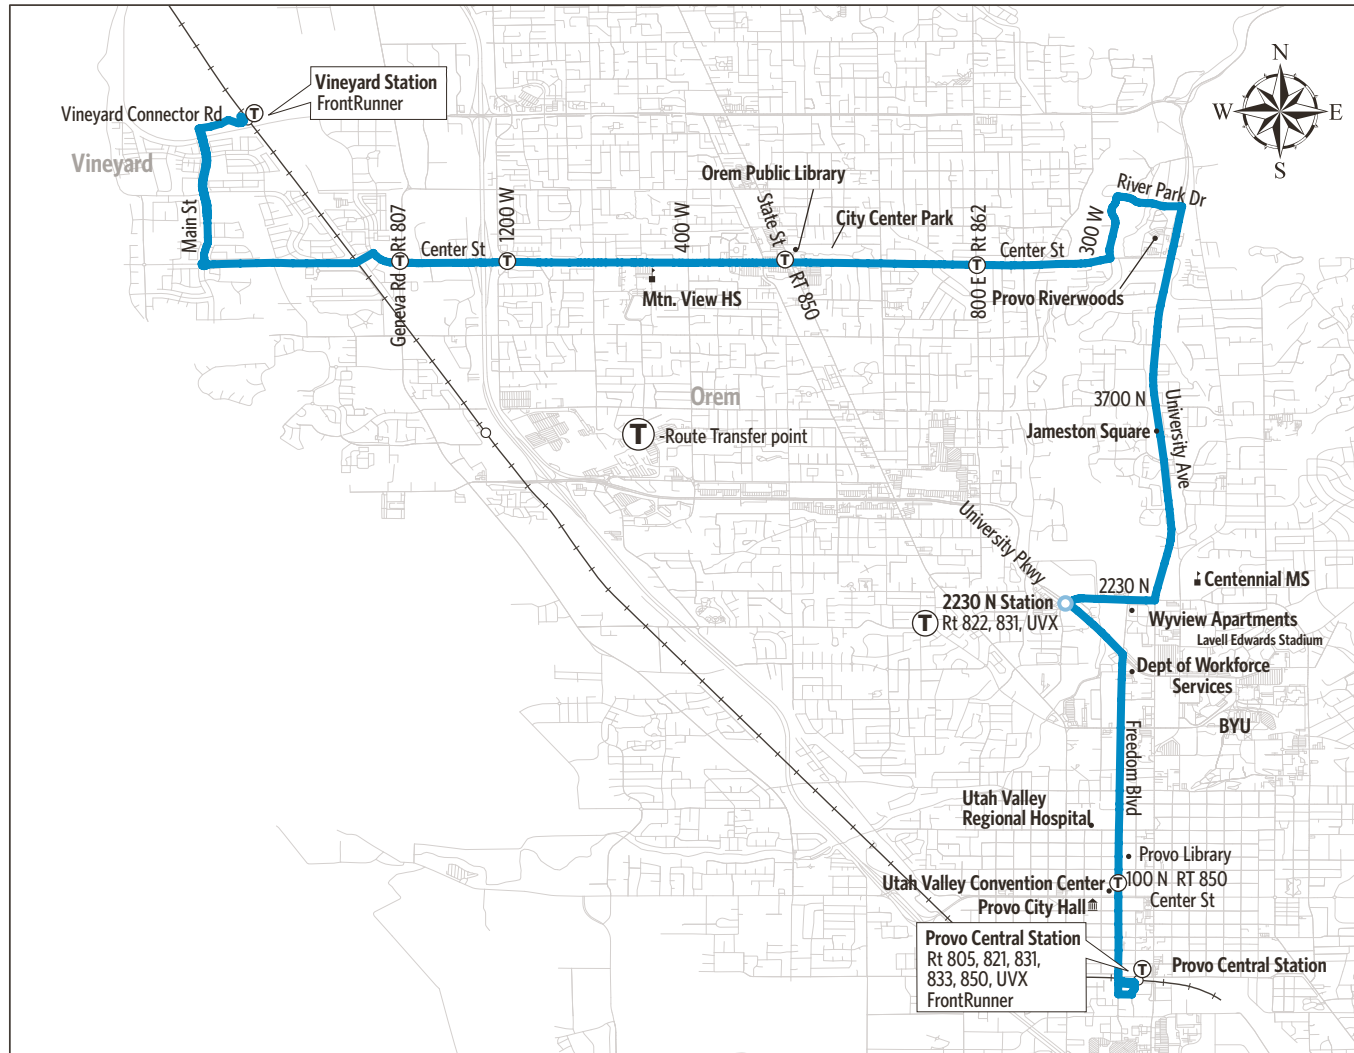 N
W
E
S
Vineyard Station
FrontRunner
Vineyard Connector Rd
T
Vineyard
Main St
Geneva Rd
T
Rt 807
Center St
T
1200 W
400 W
Mtn. View HS
Orem Public Library
State St
T
RT 850
City Center Park
800 E
T
Rt 862
Center St
300 W
River Park Dr
Provo Riverwoods
Orem
T
-Route Transfer point
3700 N
Jameston Square
University Ave
University Pkwy
2230 N
Centennial MS
2230 N Station
T
Rt 822, 831, UVX
Wyview Apartments
Lavell Edwards Stadium
Dept of Workforce
Services
BYU
Freedom Blvd
Utah Valley
Regional Hospital
Provo Library
Utah Valley Convention Center
T
100 N RT 850
Center St
Provo City Hall
Provo Central Station
Rt 805, 821, 831,
833, 850, UVX
FrontRunner
T
Provo Central Station